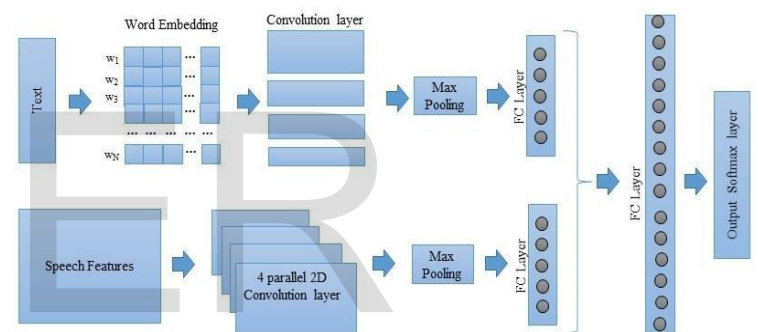 Word Embedding
Convolution layer
Text
w1
w2
w3
wN
... ... ... ...
...
...
...
...
...
Max
Pooling
FC Layer
Speech Features
4 parallel 2D
Convolution layer
Max
Pooling
FC Layer
FC Layer
Output Softmax layer
ER